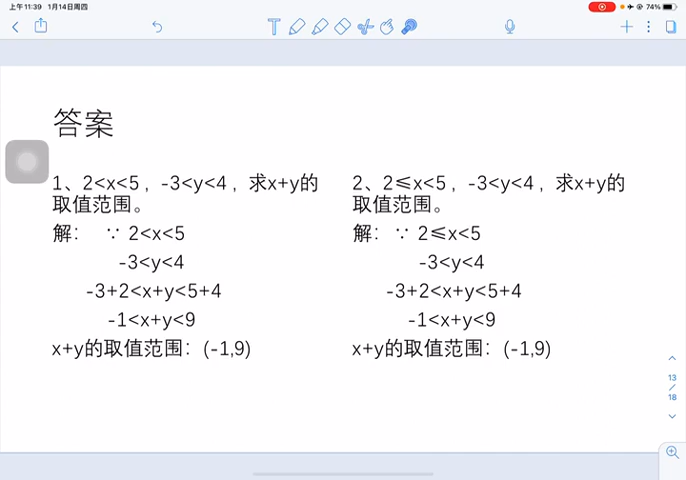 上午11:39 1月14日周四
74%
答案
1、2<x<5，-3<y<4，求x+y的
取值范围。
解： ∵ 2<x<5
-3<y<4
-3+2<x+y<5+4
-1<x+y<9
x+y的取值范围：(-1,9)
2、2≤x<5，-3<y<4，求x+y的
取值范围。
解： ∵ 2≤x<5
-3<y<4
-3+2<x+y<5+4
-1<x+y<9
x+y的取值范围：(-1,9)
13
/
18